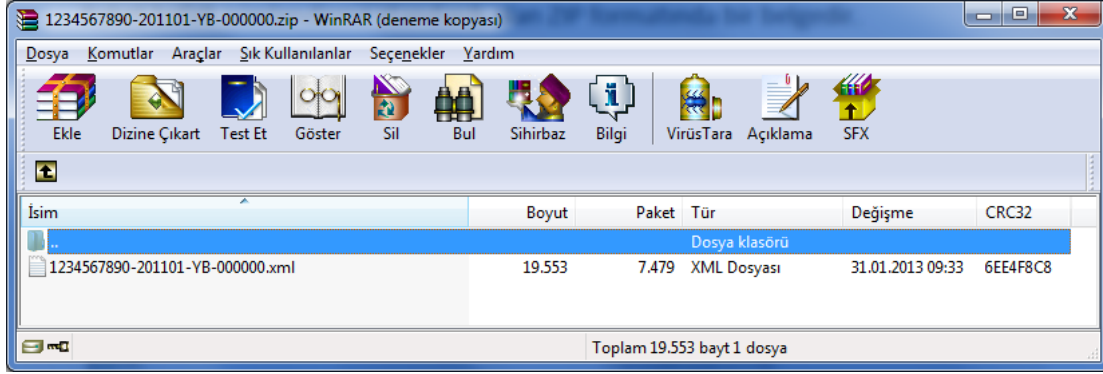 1234567890-201101-YB-000000.zip - WinRAR (deneme kopyası)
Dosya Komutlar Araçlar Sık Kullanılanlar Seçenekler Yardım
Ekle Dizine Çıkart Test Et Göster Sil Bul Sihirbaz Bilgi VirüsTara Açıklama SFX
İsim Boyut Paket Tür Değişme CRC32
.. Dosya klasörü
1234567890-201101-YB-000000.xml 19.553 7.479 XML Dosyası 31.01.2013 09:33 6EE4F8C8
Toplam 19.553 bayt 1 dosya